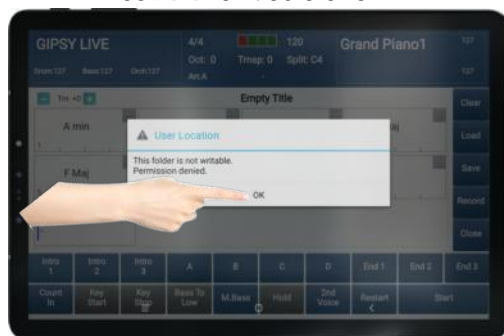 GIPSY LIVE
4/4
120
Grand Piano1
127
Oct: 0
Tmsp: 0
Split: C4
Drum:127
Bass:127
Orch:127
Art.A
127
Trn. +0
Empty Title
Clear
A min
User Location
Load
This folder is not writable.
Permission denied.
F Maj
Save
OK
Record
Close
Intro 1
Intro 2
Intro 3
A
B
C
D
End 1
End 2
End 3
Count In
Key Start
Key Stop
Bass To Low
M.Bass
Hold
2nd Voice
Restart
Start